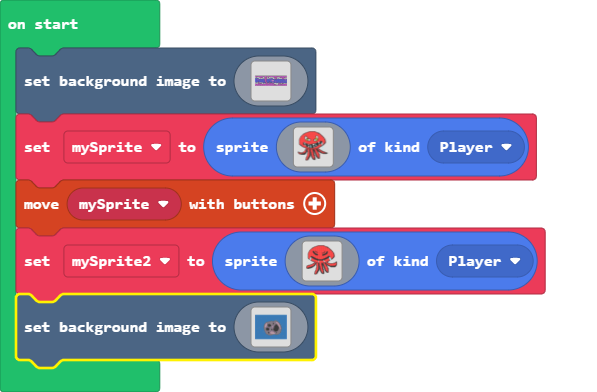 on start
set background image to
set mySprite to sprite of kind Player
move mySprite with buttons
set mySprite2 to sprite of kind Player
set background image to